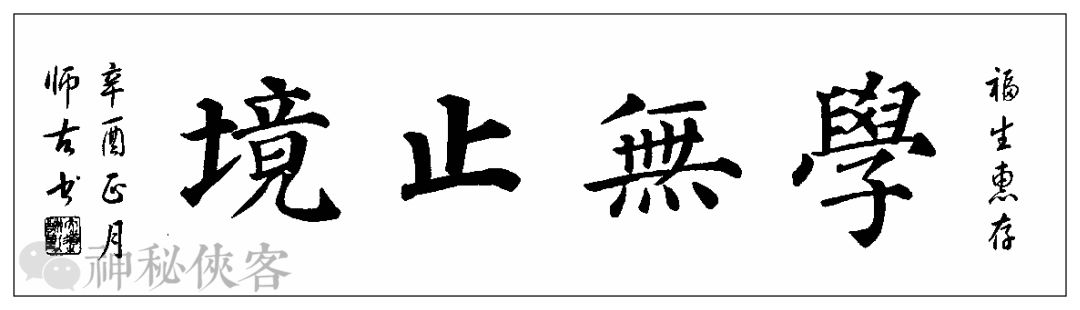 福生惠存
學無止境
辛酉正月
师古书
神秘侠客